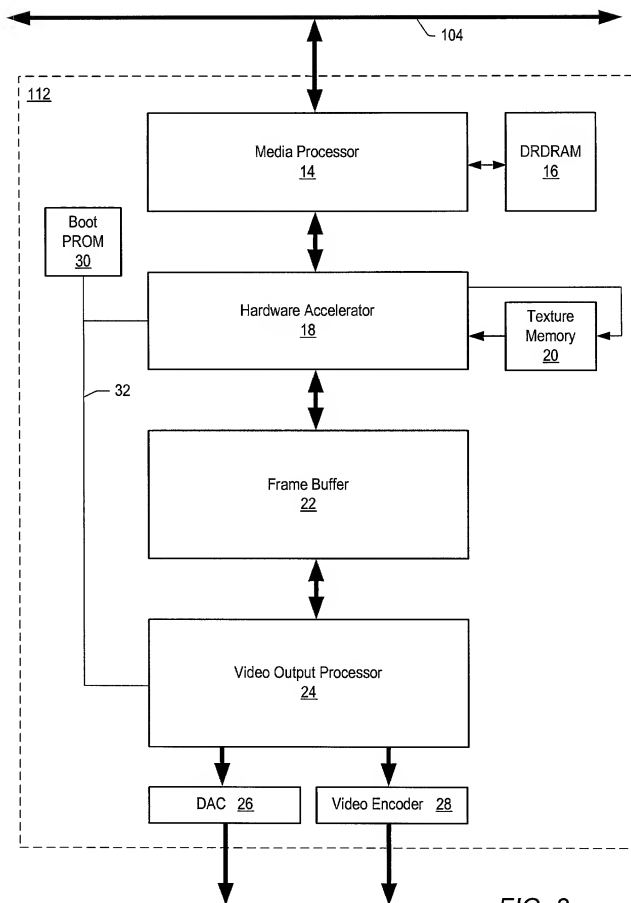 104
112
Media Processor
14
DRDRAM
16
Boot
PROM
30
Hardware Accelerator
18
Texture
Memory
20
32
Frame Buffer
22
Video Output Processor
24
DAC 26
Video Encoder 28